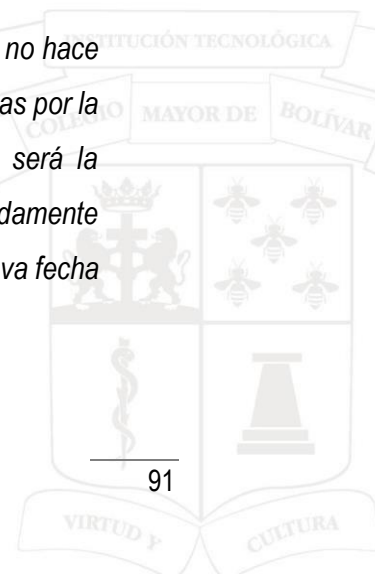 INSTITUCIÓN TECNOLÓGICA
no hace
COLEGIO MAYOR DE BOLÍVAR
as por la
será la
damente
va fecha
91
VIRTUD Y CULTURA